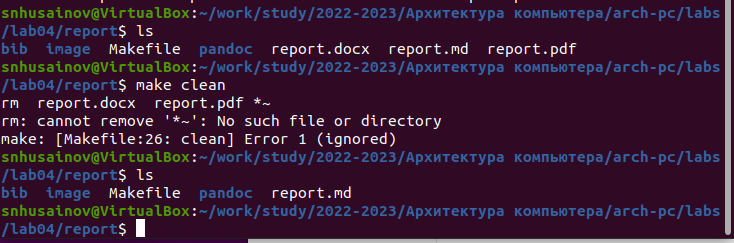 snhusainov@VirtualBox:~/work/study/2022-2023/Архитектура компьютера/arch-pc/labs
/lab04/report$ ls
bib  image  Makefile  pandoc  report.docx  report.md  report.pdf
snhusainov@VirtualBox:~/work/study/2022-2023/Архитектура компьютера/arch-pc/labs
/lab04/report$ make clean
rm  report.docx  report.pdf *~
rm: cannot remove '*~': No such file or directory
make: [Makefile:26: clean] Error 1 (ignored)
snhusainov@VirtualBox:~/work/study/2022-2023/Архитектура компьютера/arch-pc/labs
/lab04/report$ ls
bib  image  Makefile  pandoc  report.md
snhusainov@VirtualBox:~/work/study/2022-2023/Архитектура компьютера/arch-pc/labs
/lab04/report$